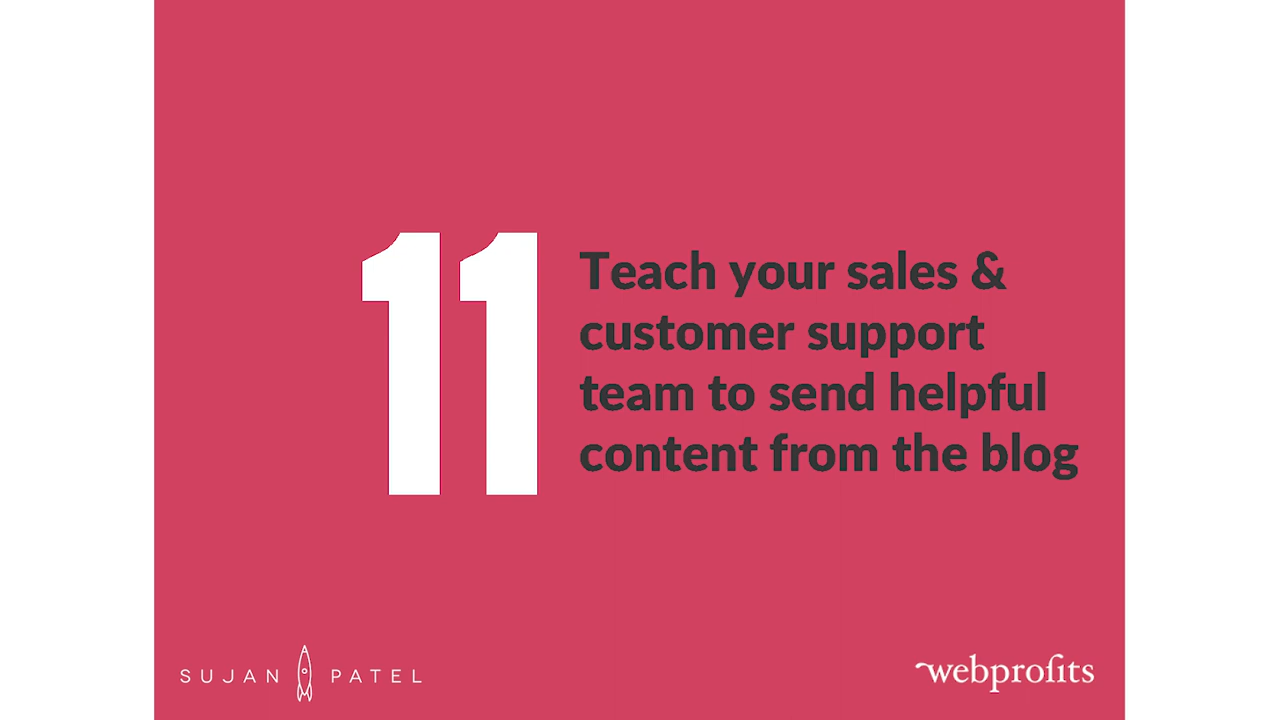 11
Teach your sales &
customer support
team to send helpful
content from the blog
SUJAN PATEL
webprofits